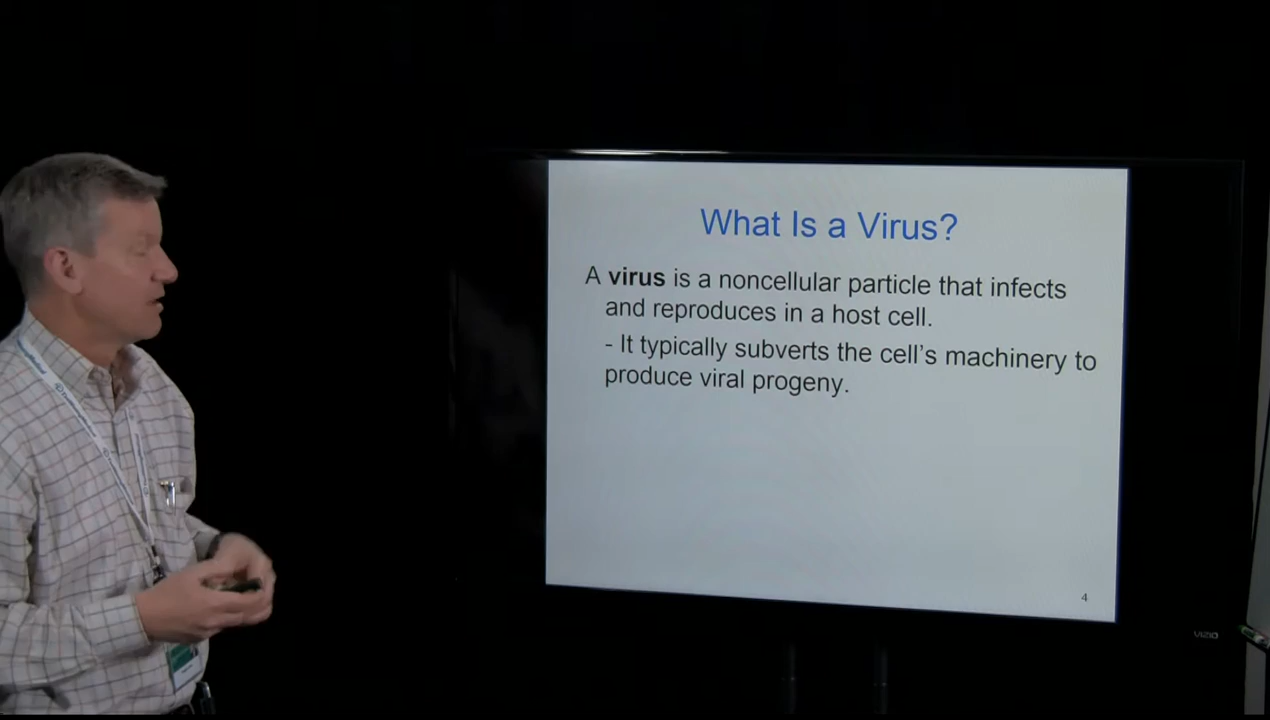 What Is a Virus?
A virus is a noncellular particle that infects
and reproduces in a host cell.
- It typically subverts the cell's machinery to
produce viral progeny.
4
VIZIO